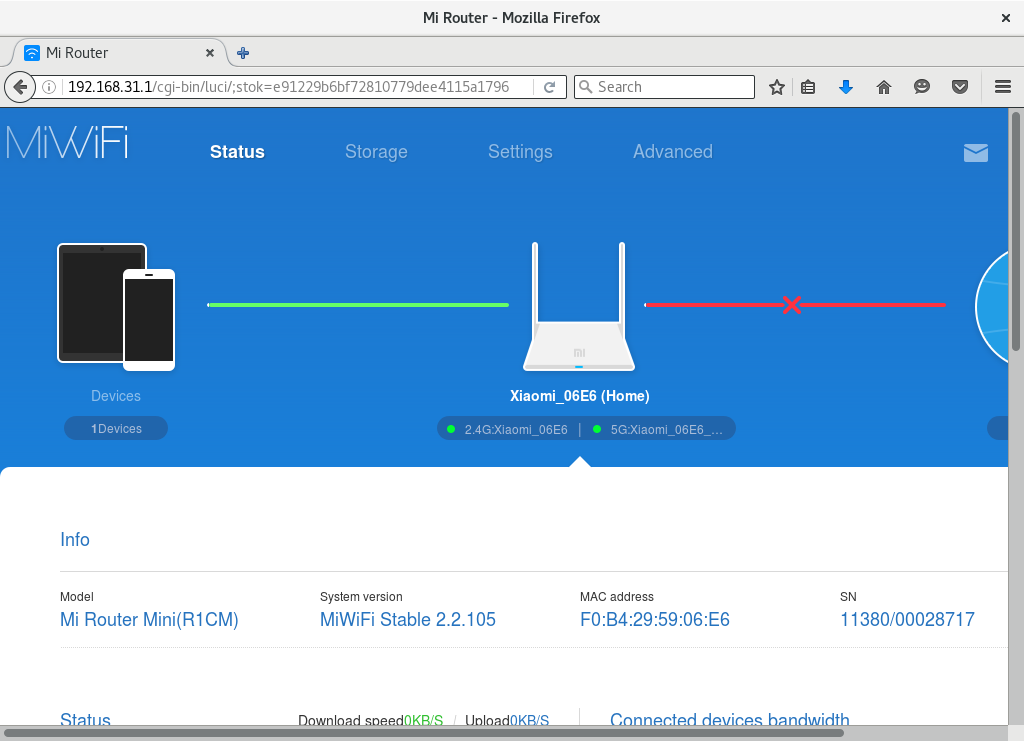 Mi Router - Mozilla Firefox
Mi Router
192.168.31.1/cgi-bin/luci/;stok=e91229b6bf72810779dee4115a1796
Search
MiWiFi
Status Storage Settings Advanced
mi
Devices
Xiaomi_06E6 (Home)
1Devices
2.4G:Xiaomi_06E6 | 5G:Xiaomi_06E6_...
Info
Model System version MAC address SN
Mi Router Mini(R1CM) MiWiFi Stable 2.2.105 F0:B4:29:59:06:E6 11380/00028717
Status Download speed0KB/S / Upload0KB/S Connected devices bandwidth